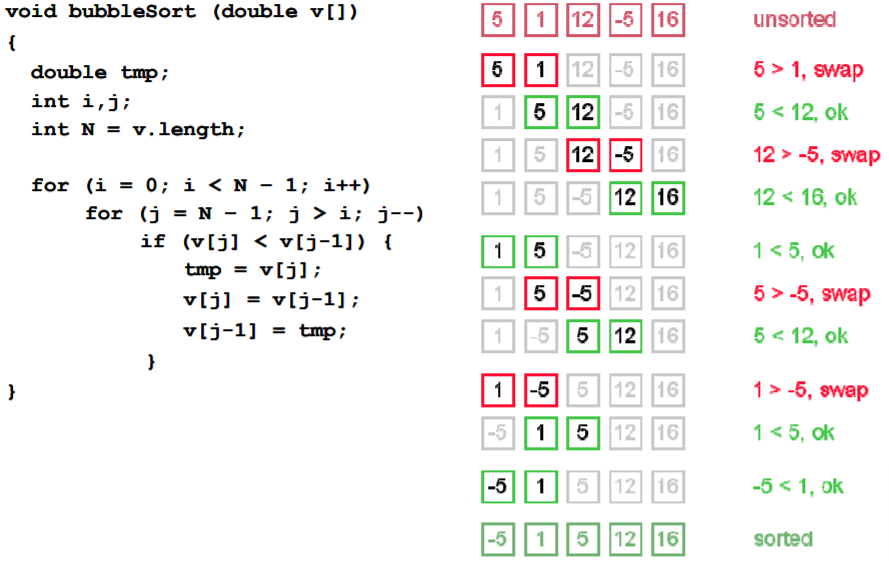 void bubbleSort (double v[])
{
double tmp;
int i,j;
int N = v.length;
for (i = 0; i < N - 1; i++)
for (j = N - 1; j > i; j--)
if (v[j] < v[j-1]) {
tmp = v[j];
v[j] = v[j-1];
v[j-1] = tmp;
}
}
5 1 12 -5 16 unsorted
5 1 12 -5 16 5 > 1, swap
1 5 12 -5 16 5 < 12, ok
1 5 12 -5 16 12 > -5, swap
1 5 -5 12 16 12 < 16, ok
1 5 -5 12 16 1 < 5, ok
1 5 -5 12 16 5 > -5, swap
1 -5 5 12 16 5 < 12, ok
1 -5 5 12 16 1 > -5, swap
-5 1 5 12 16 1 < 5, ok
-5 1 5 12 16 -5 < 1, ok
-5 1 5 12 16 sorted